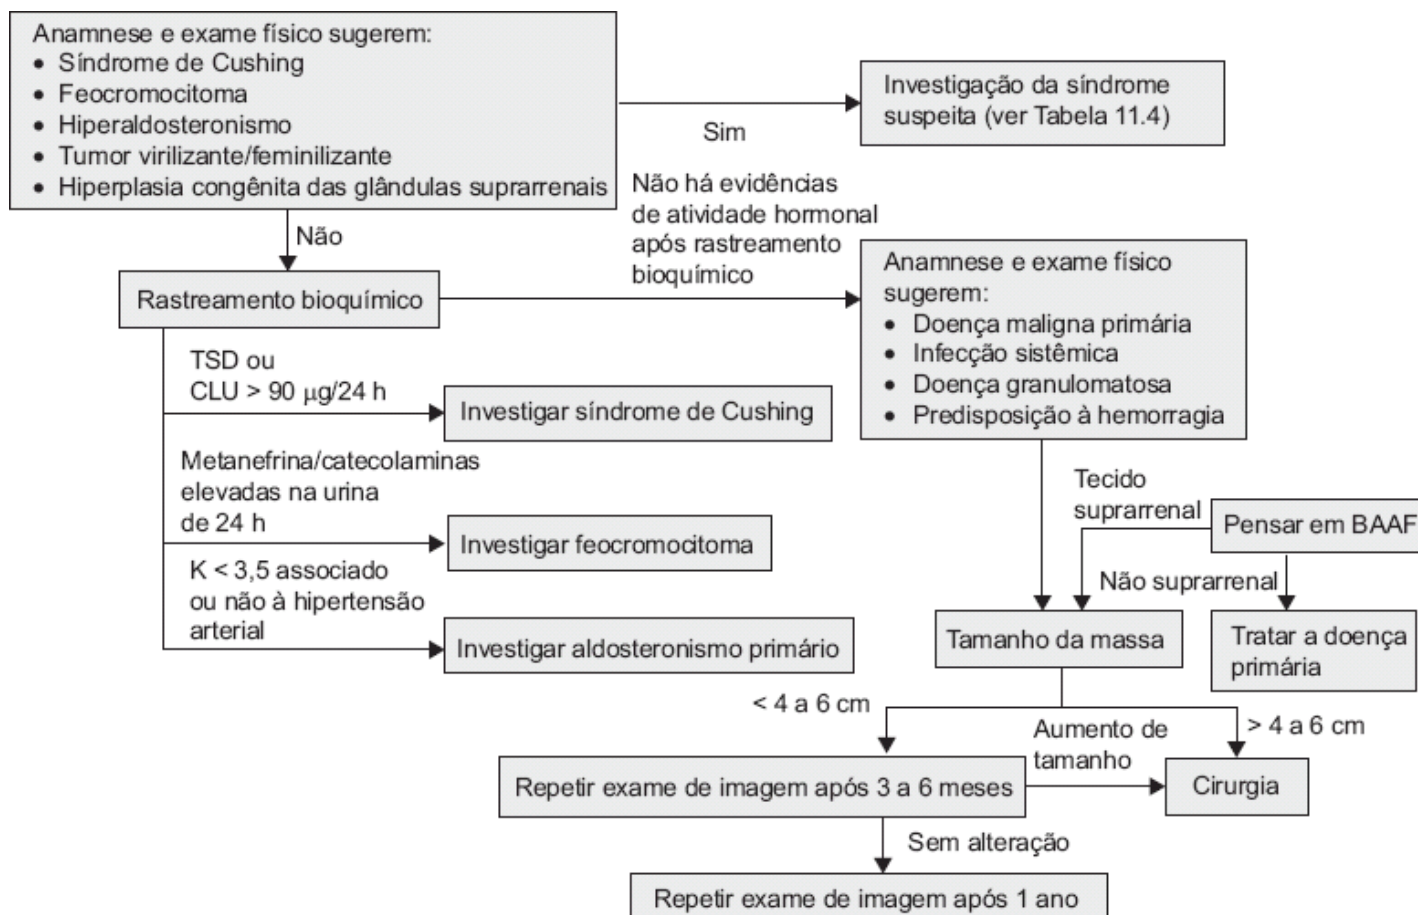 Anamnese e exame físico sugerem:
• Síndrome de Cushing
• Feocromocitoma
• Hiperaldosteronismo
• Tumor virilizante/feminilizante
• Hiperplasia congênita das glândulas suprarrenais
Sim
Investigação da síndrome
suspeita (ver Tabela 11.4)
Não
Rastreamento bioquímico
Não há evidências
de atividade hormonal
após rastreamento
bioquímico
Anamnese e exame físico
sugerem:
• Doença maligna primária
• Infecção sistêmica
• Doença granulomatosa
• Predisposição à hemorragia
TSD ou
CLU > 90 μg/24 h
Investigar síndrome de Cushing
Metanefrina/catecolaminas
elevadas na urina
de 24 h
Investigar feocromocitoma
K < 3,5 associado
ou não à hipertensão
arterial
Investigar aldosteronismo primário
Tecido
suprarrenal
Pensar em BAAF
Não suprarrenal
Tamanho da massa
Tratar a doença
primária
< 4 a 6 cm
> 4 a 6 cm
Aumento de
tamanho
Repetir exame de imagem após 3 a 6 meses
Cirurgia
Sem alteração
Repetir exame de imagem após 1 ano